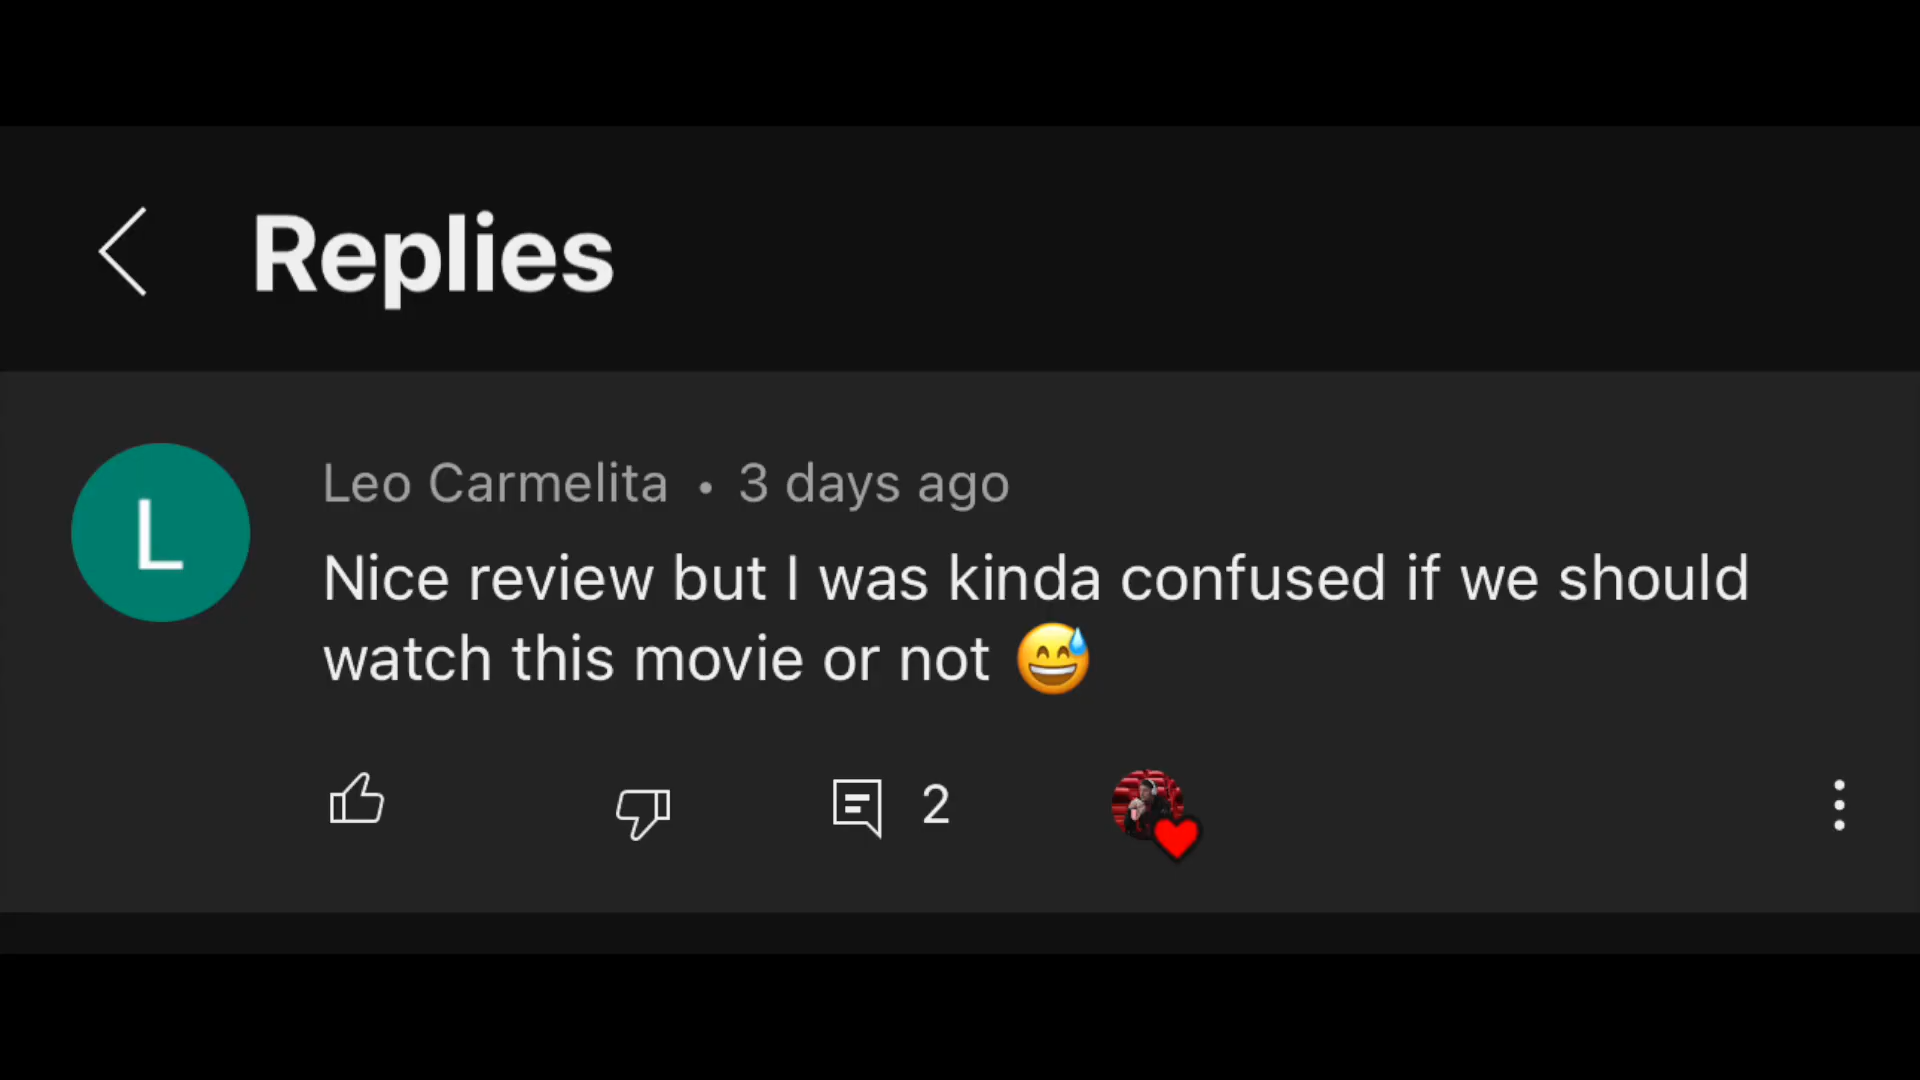 Replies
L
Leo Carmelita • 3 days ago
Nice review but I was kinda confused if we should
watch this movie or not 😅
2